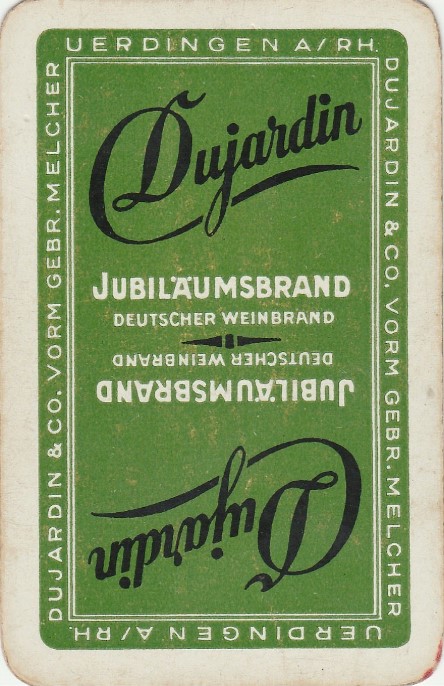 UERDINGEN A/RH.
DUJARDIN & CO. VORM GEBR. MELCHER
Dujardin
JUBILÄUMSBRAND
DEUTSCHER WEINBRAND
DEUTSCHER WEINBRAND
JUBILÄUMSBRAND
Dujardin
DUJARDIN & CO. VORM GEBR. MELCHER
UERDINGEN A/RH.